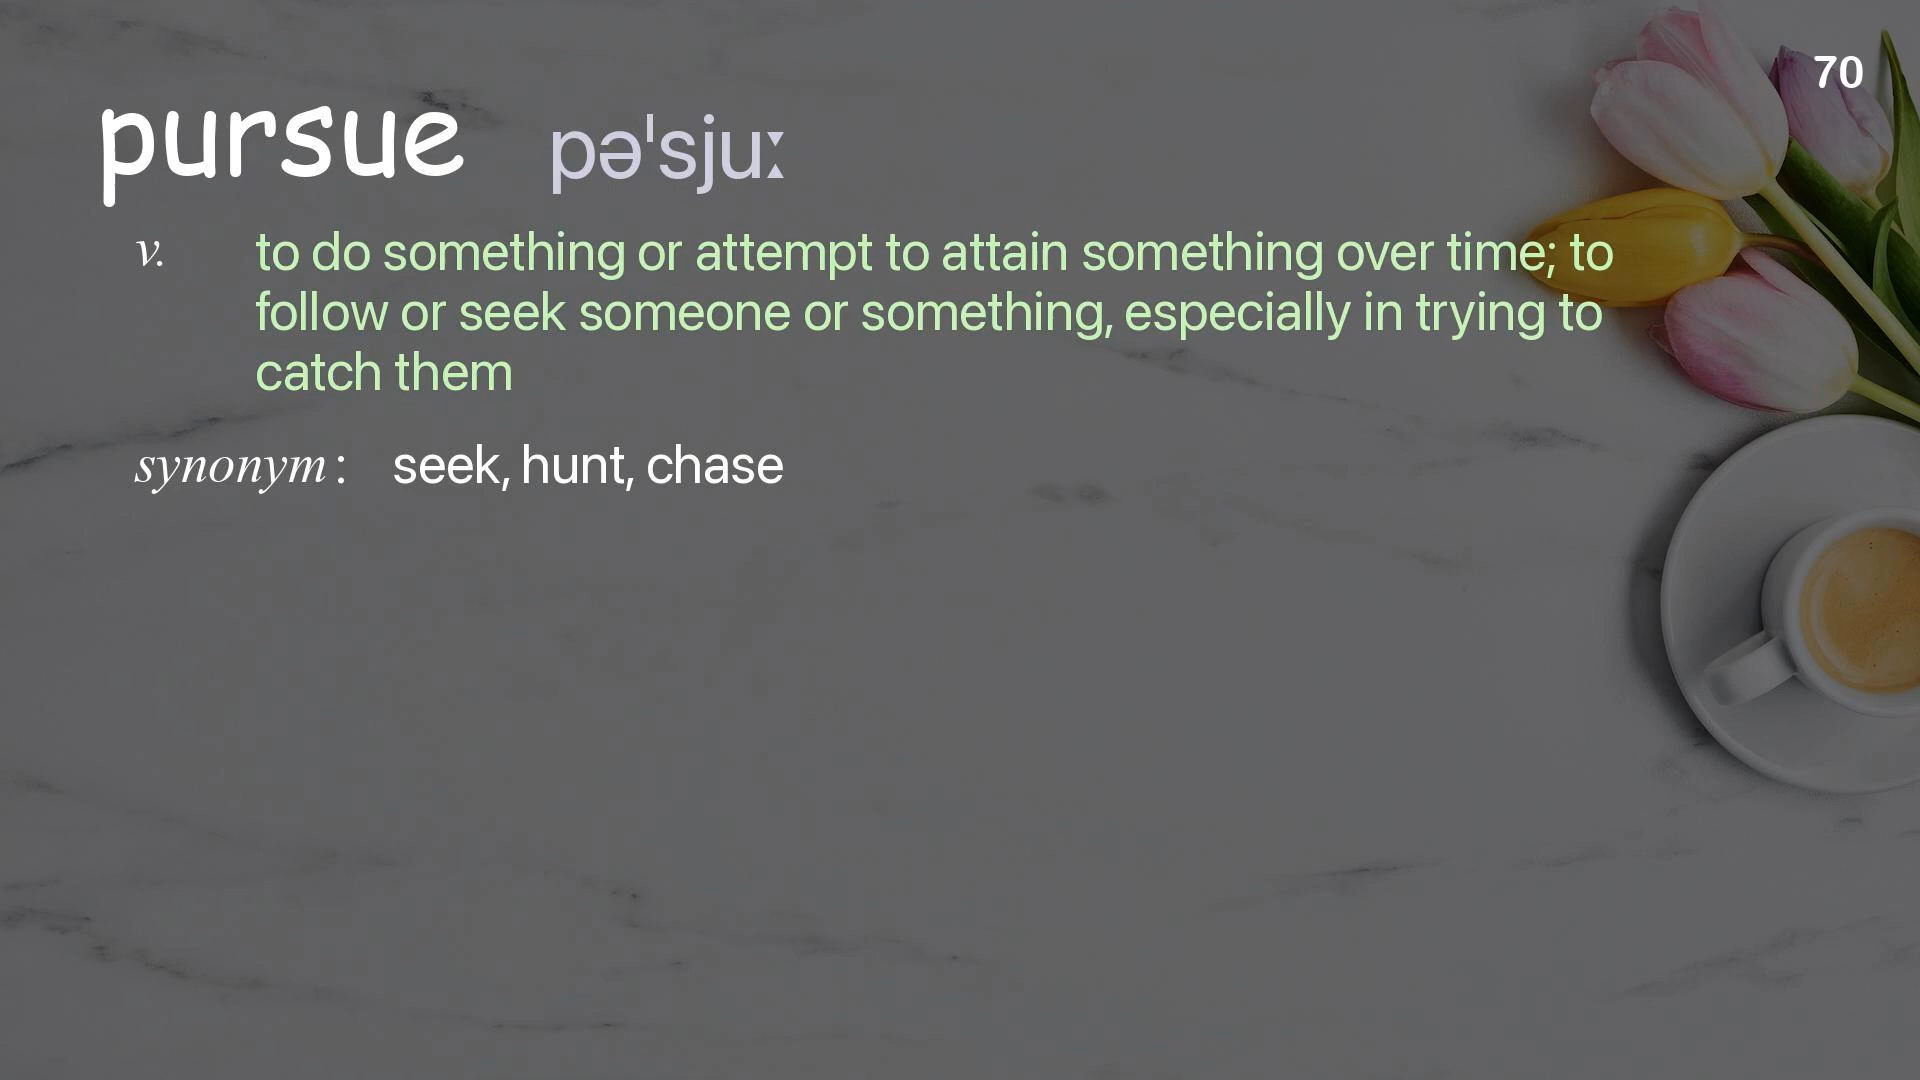 70
pursue pəˈsjuː
v. to do something or attempt to attain something over time; to
follow or seek someone or something, especially in trying to
catch them
synonym : seek, hunt, chase